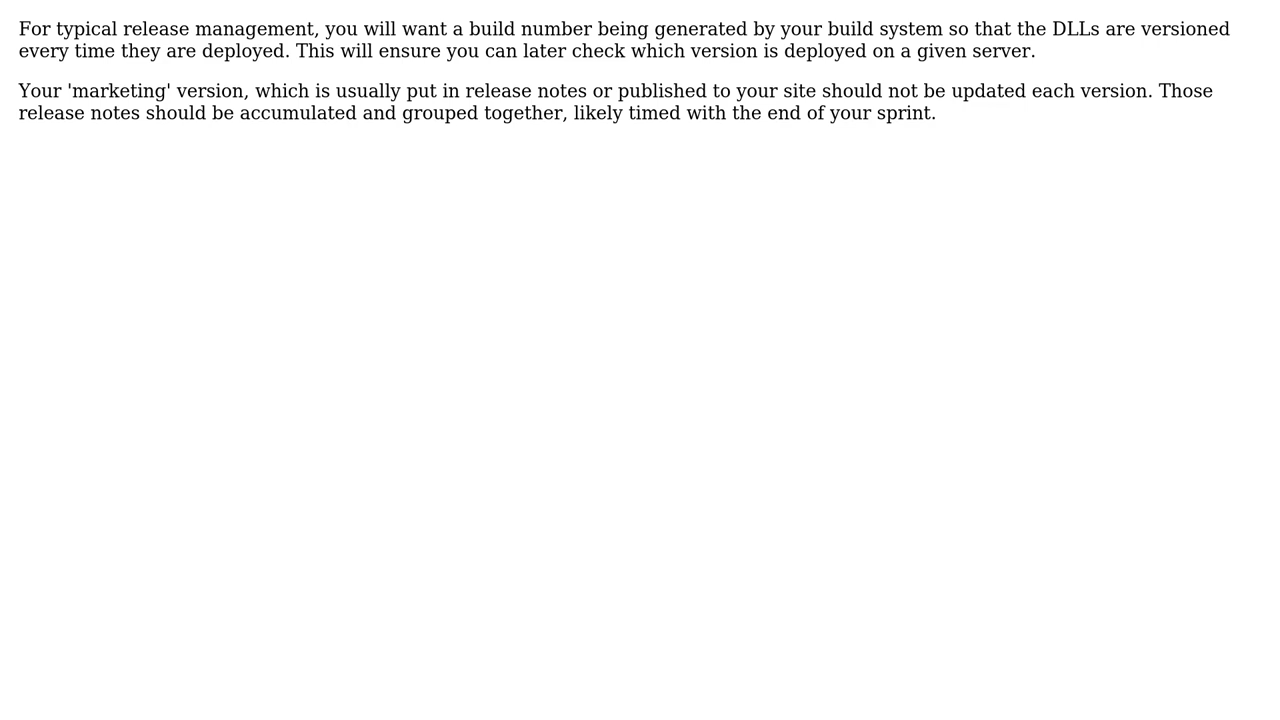 For typical release management, you will want a build number being generated by your build system so that the DLLs are versioned
every time they are deployed. This will ensure you can later check which version is deployed on a given server.
Your 'marketing' version, which is usually put in release notes or published to your site should not be updated each version. Those
release notes should be accumulated and grouped together, likely timed with the end of your sprint.